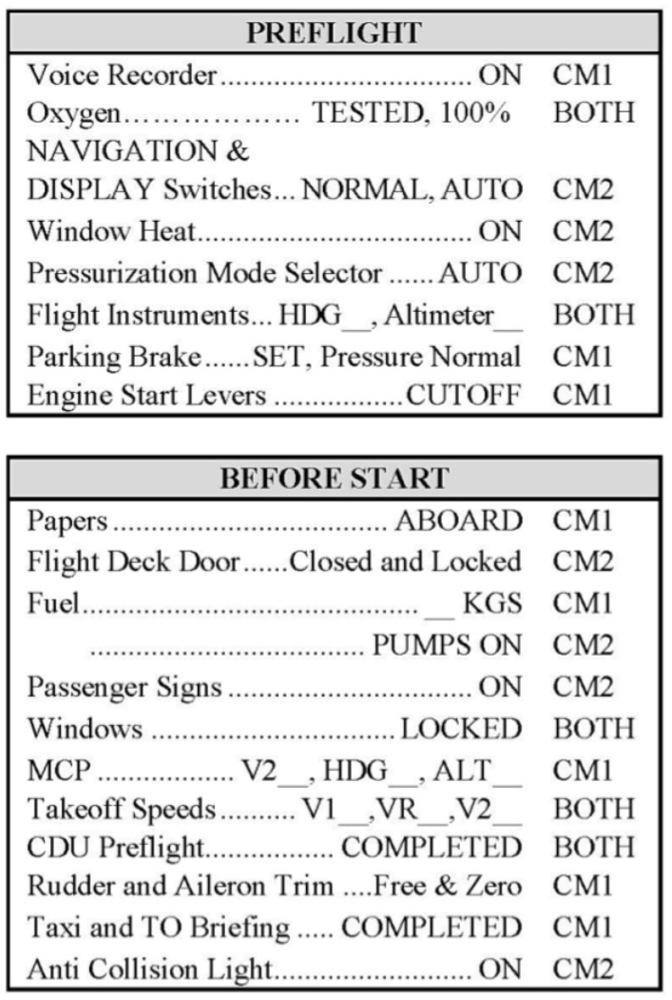 PREFLIGHT
Voice Recorder................................. ON CM1
Oxygen.................. TESTED, 100% BOTH
NAVIGATION &
DISPLAY Switches... NORMAL, AUTO CM2
Window Heat.................................... ON CM2
Pressurization Mode Selector ...... AUTO CM2
Flight Instruments... HDG__, Altimeter__ BOTH
Parking Brake......SET, Pressure Normal CM1
Engine Start Levers .................CUTOFF CM1
BEFORE START
Papers.................................... ABOARD CM1
Flight Deck Door......Closed and Locked CM2
Fuel............................................ __ KGS CM1
.................................... PUMPS ON CM2
Passenger Signs ................................ ON CM2
Windows ................................ LOCKED BOTH
MCP .................. V2__, HDG__, ALT__ CM1
Takeoff Speeds.......... V1__,VR__,V2__ BOTH
CDU Preflight................. COMPLETED BOTH
Rudder and Aileron Trim ....Free & Zero CM1
Taxi and TO Briefing ..... COMPLETED CM1
Anti Collision Light.......................... ON CM2